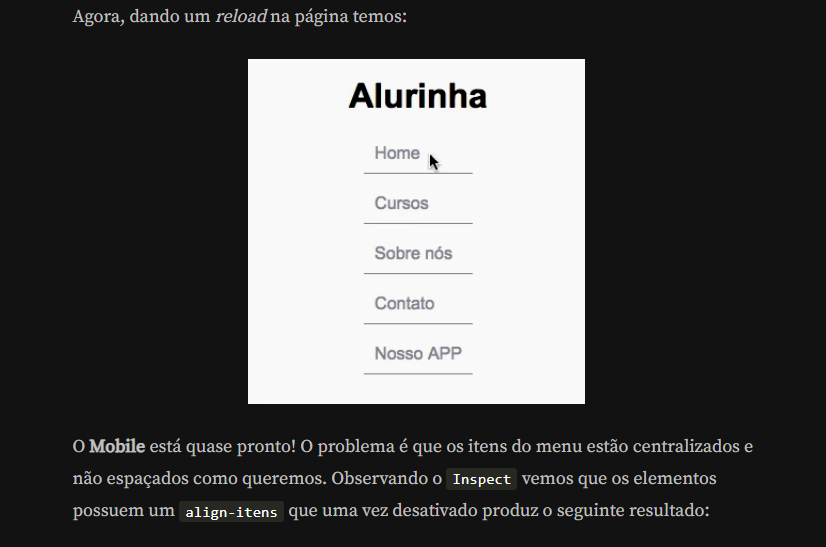 Agora, dando um reload na página temos:
Alurinha
Home
Cursos
Sobre nós
Contato
Nosso APP
O Mobile está quase pronto! O problema é que os itens do menu estão centralizados e
não espaçados como queremos. Observando o Inspect vemos que os elementos
possuem um align-itens que uma vez desativado produz o seguinte resultado: